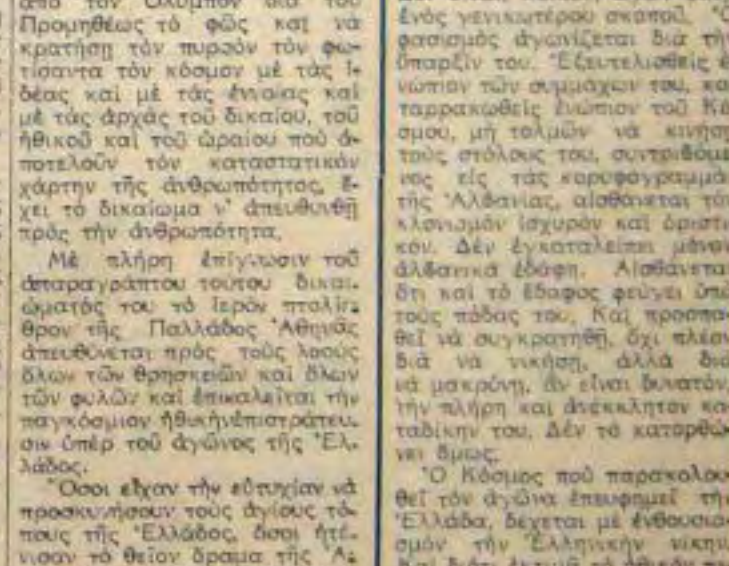 ἀπὸ τὸν Ὄλυμπον διὰ τοῦ
Προμηθέως τὸ φῶς καὶ νὰ
κρατήσῃ τὸν πυρσὸν τὸν φω-
τίσαντα τὸν κόσμον μὲ τὰς ἰ-
δέας καὶ μὲ τὰς ἐννοίας καὶ
μὲ τὰς ἀρχὰς τοῦ δικαίου, τοῦ
ἠθικοῦ καὶ τοῦ ὡραίου ποὺ ἀ-
ποτελοῦν τὸν καταστατικὸν
χάρτην τῆς ἀνθρωπότητος, ἔ-
χει τὸ δικαίωμα ν' ἀπευθυνθῇ
πρὸς τὴν ἀνθρωπότητα.
Μὲ πλήρη ἐπίγνωσιν τοῦ
ἀπαραγράπτου τούτου δικαι-
ώματός του τὸ ἱερὸν πτολίε-
θρον τῆς Παλλάδος Ἀθηνᾶς
ἀπευθύνεται πρὸς τοὺς λαοὺς
ὅλων τῶν θρησκειῶν καὶ ὅλων
τῶν φυλῶν καὶ ἐπικαλεῖται τὴν
παγκόσμιον ἠθικὴνἐπιστράτευ-
σιν ὑπὲρ τοῦ ἀγῶνος τῆς Ἑλ-
λάδος.
Ὅσοι εἶχαν τὴν εὐτυχίαν νὰ
προσκυνήσουν τοὺς ἁγίους τό-
πους τῆς Ἑλλάδος, ὅσοι ἠτέ-
νισαν τὸ θεῖον δραμα τῆς Ἀ-
ἑνὸς γενικωτέρου σκοποῦ. Ὁ
φασισμὸς ἀγωνίζεται διὰ τὴν
ὕπαρξίν του. Ἐξευτελισθεὶς ἐ
νώπιον τῶν συμμάχων του, κα
ταρρακωθεὶς ἐνώπιον τοῦ Κό
σμου, μὴ τολμῶν νὰ κινήσῃ
τοὺς στόλους του, συντριβόμε
νος εἰς τὰς κορυφογραμμὰ
τῆς Ἀλβανίας, αἰσθάνεται τὸν
κλονισμὸν ἰσχυρὸν καὶ ὁριστι
κόν. Δὲν ἐγκαταλείπει μόνον
ἀλβανικὰ ἐδάφη. Αἰσθάνεται
ὅτι καὶ τὸ ἔδαφος φεύγει ὑπὸ
τοὺς πόδας του. Καὶ προσπα-
θεῖ νὰ συγκρατηθῇ, ὄχι πλέον
διὰ νὰ νικήσῃ, ἀλλὰ διὰ
νὰ μακρύνῃ, ἂν εἶναι δυνατόν,
τὴν πλήρη καὶ ἀνέκκλητον κα-
ταδίκην του. Δὲν τὸ κατορθώ-
νει ὅμως.
Ὁ Κόσμος ποὺ παρακολου
θεῖ τὸν ἀγῶνα ἐπευφημεῖ τὴν
Ἑλλάδα, δέχεται μὲ ἐνθουσια-
σμὸν τὴν Ἑλληνικὴν νίκην.